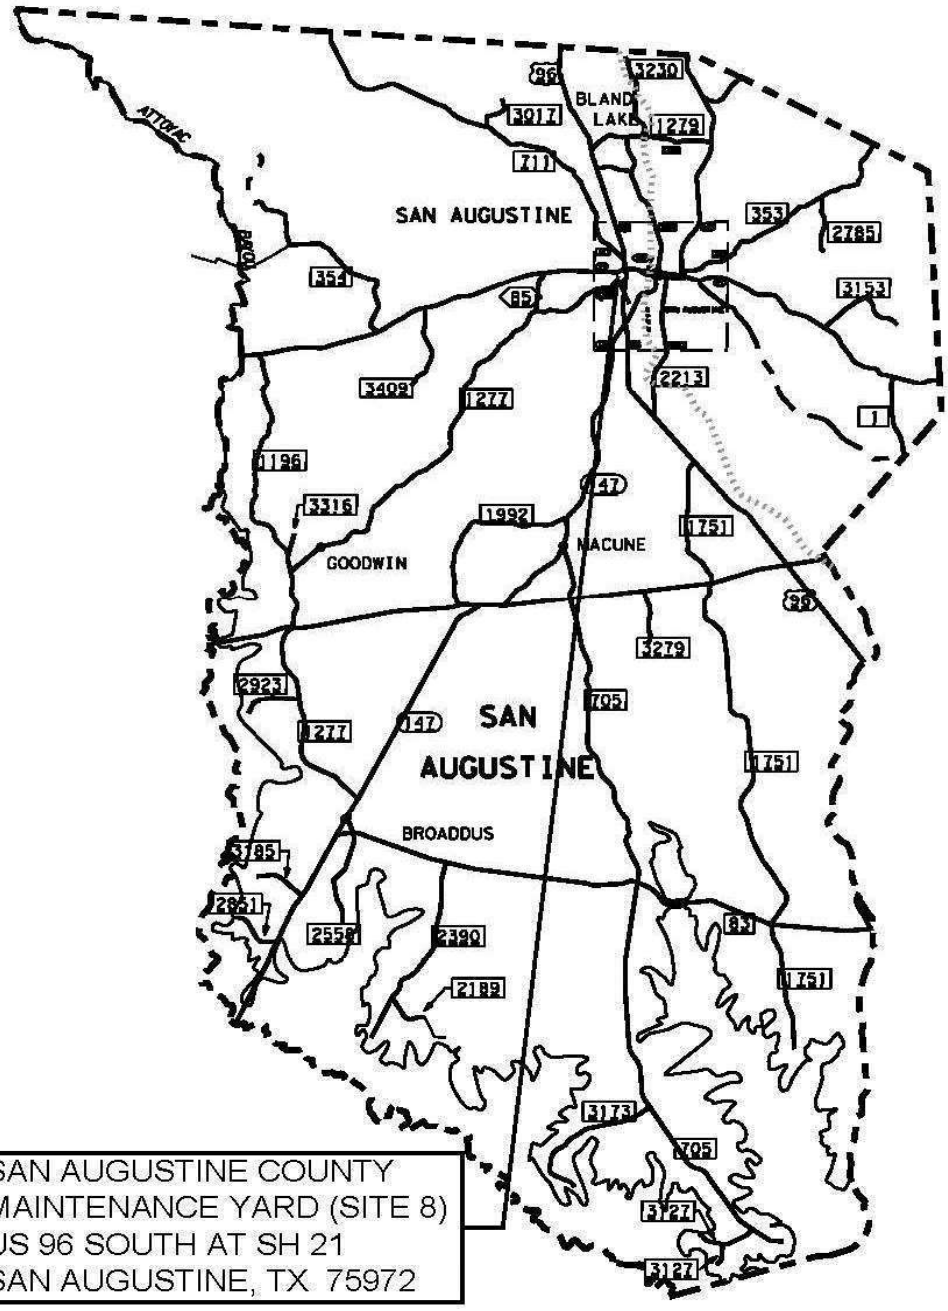 96
3230
BLAND
LAKE
3017
1279
ATTOYAC
711
SAN AUGUSTINE
353
2785
BAYOU
354
85
3153
3409
1277
2213
1
1196
3316
147
1992
1751
MACUNE
GOODWIN
96
3279
2923
705
SAN
AUGUSTINE
147
1277
1751
BROADDUS
3185
2851
2558
2390
83
2189
1751
3173
705
3127
3127
SAN AUGUSTINE COUNTY
MAINTENANCE YARD (SITE 8)
US 96 SOUTH AT SH 21
SAN AUGUSTINE, TX 75972